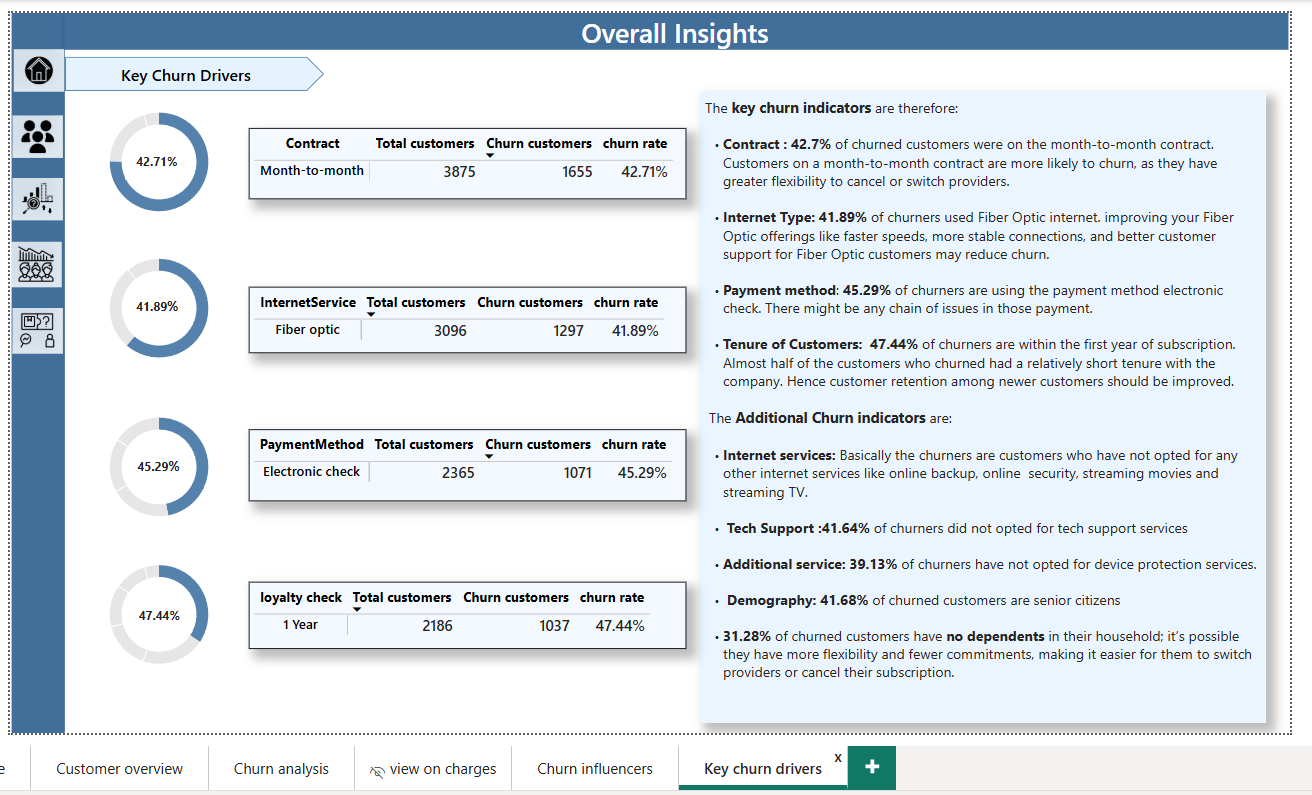 Overall Insights
Key Churn Drivers
42.71%
Contract Total customers Churn customers churn rate
Month-to-month 3875 1655 42.71%
41.89%
InternetService Total customers Churn customers churn rate
Fiber optic 3096 1297 41.89%
45.29%
PaymentMethod Total customers Churn customers churn rate
Electronic check 2365 1071 45.29%
47.44%
loyalty check Total customers Churn customers churn rate
1 Year 2186 1037 47.44%
The key churn indicators are therefore:
• Contract : 42.7% of churned customers were on the month-to-month contract.
Customers on a month-to-month contract are more likely to churn, as they have
greater flexibility to cancel or switch providers.
• Internet Type: 41.89% of churners used Fiber Optic internet. improving your Fiber
Optic offerings like faster speeds, more stable connections, and better customer
support for Fiber Optic customers may reduce churn.
• Payment method: 45.29% of churners are using the payment method electronic
check. There might be any chain of issues in those payment.
• Tenure of Customers:  47.44% of churners are within the first year of subscription.
Almost half of the customers who churned had a relatively short tenure with the
company. Hence customer retention among newer customers should be improved.
The Additional Churn indicators are:
• Internet services: Basically the churners are customers who have not opted for any
other internet services like online backup, online  security, streaming movies and
streaming TV.
•  Tech Support :41.64% of churners did not opted for tech support services
• Additional service: 39.13% of churners have not opted for device protection services.
•  Demography: 41.68% of churned customers are senior citizens
• 31.28% of churned customers have no dependents in their household; it's possible
they have more flexibility and fewer commitments, making it easier for them to switch
providers or cancel their subscription.
e
Customer overview
Churn analysis
view on charges
Churn influencers
Key churn drivers
x
+